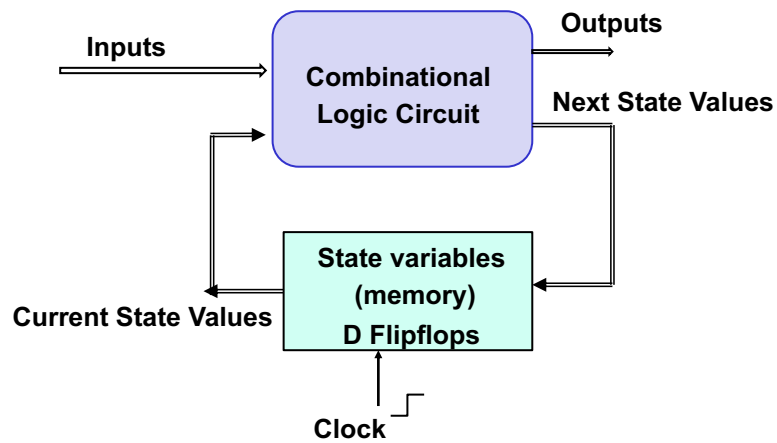 Inputs
Outputs
Combinational
Logic Circuit
Next State Values
State variables
(memory)
D Flipflops
Current State Values
Clock